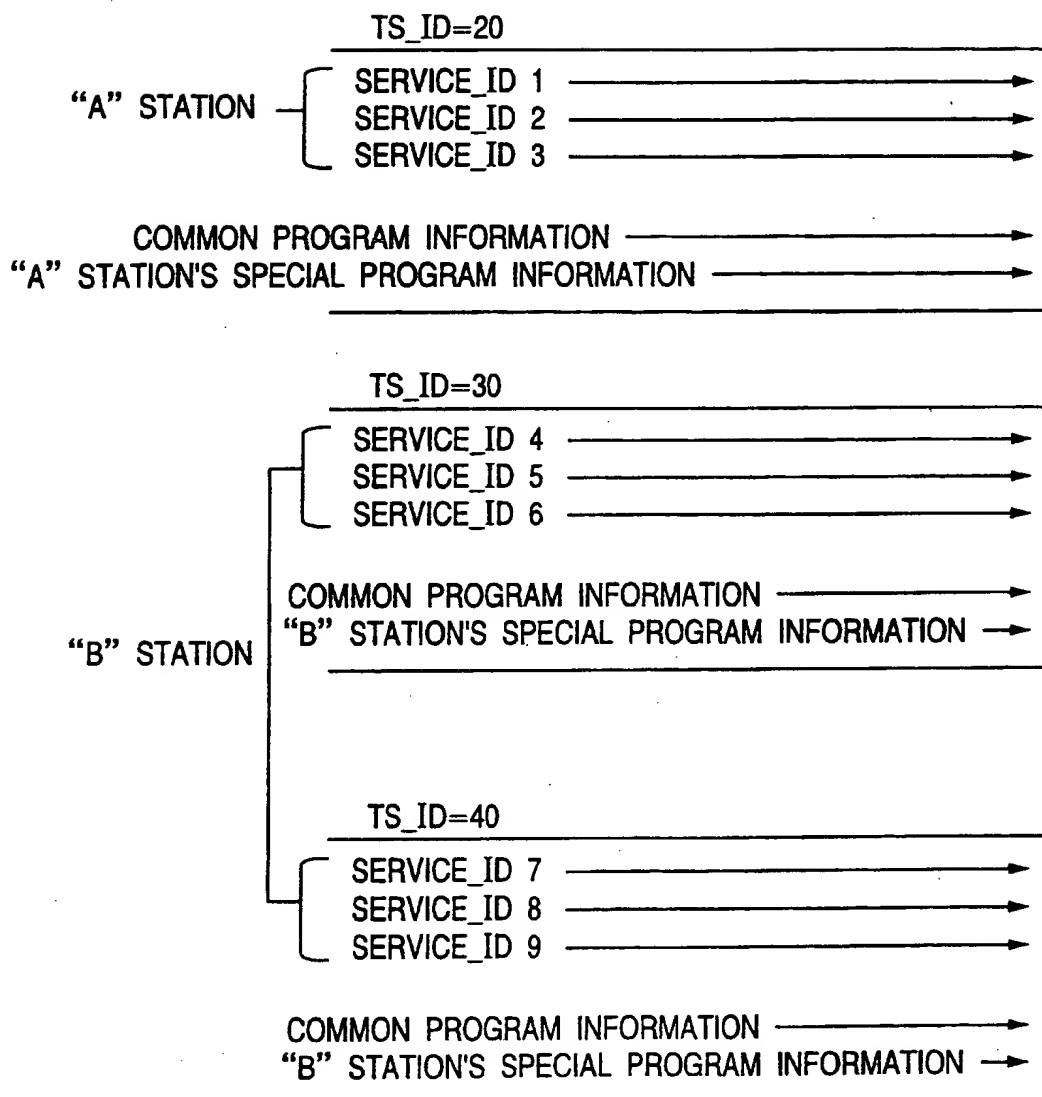 TS_ID=20
“A” STATION
SERVICE_ID 1
SERVICE_ID 2
SERVICE_ID 3
COMMON PROGRAM INFORMATION
“A” STATION'S SPECIAL PROGRAM INFORMATION
TS_ID=30
SERVICE_ID 4
SERVICE_ID 5
SERVICE_ID 6
COMMON PROGRAM INFORMATION
“B” STATION'S SPECIAL PROGRAM INFORMATION
“B” STATION
TS_ID=40
SERVICE_ID 7
SERVICE_ID 8
SERVICE_ID 9
COMMON PROGRAM INFORMATION
“B” STATION'S SPECIAL PROGRAM INFORMATION